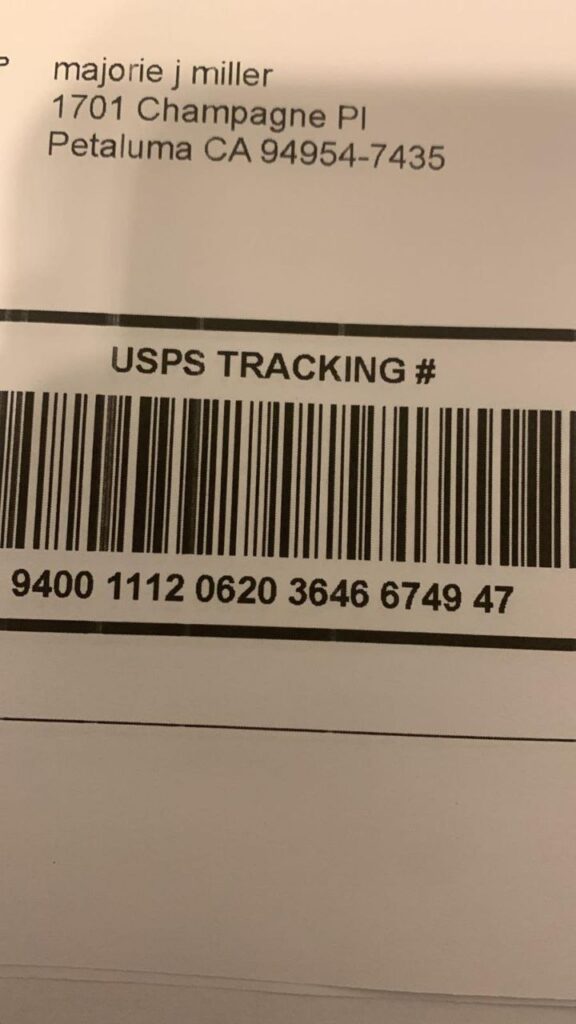 majorie j miller
1701 Champagne Pl
Petaluma CA 94954-7435
USPS TRACKING #
9400 1112 0620 3646 6749 47